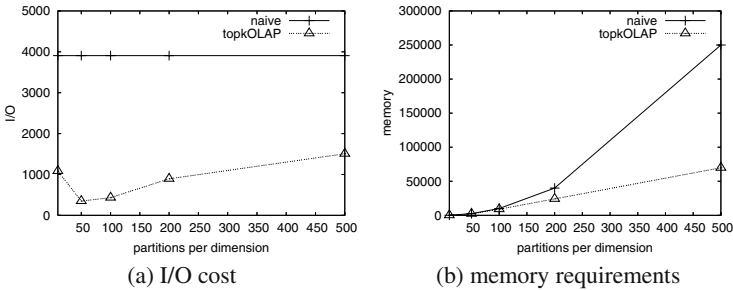 naive
topkOLAP
5000
4000
3000
2000
1000
0
I/O
50 100 150 200 250 300 350 400 450 500
partitions per dimension
(a) I/O cost
naive
topkOLAP
300000
250000
200000
150000
100000
50000
0
memory
50 100 150 200 250 300 350 400 450 500
partitions per dimension
(b) memory requirements